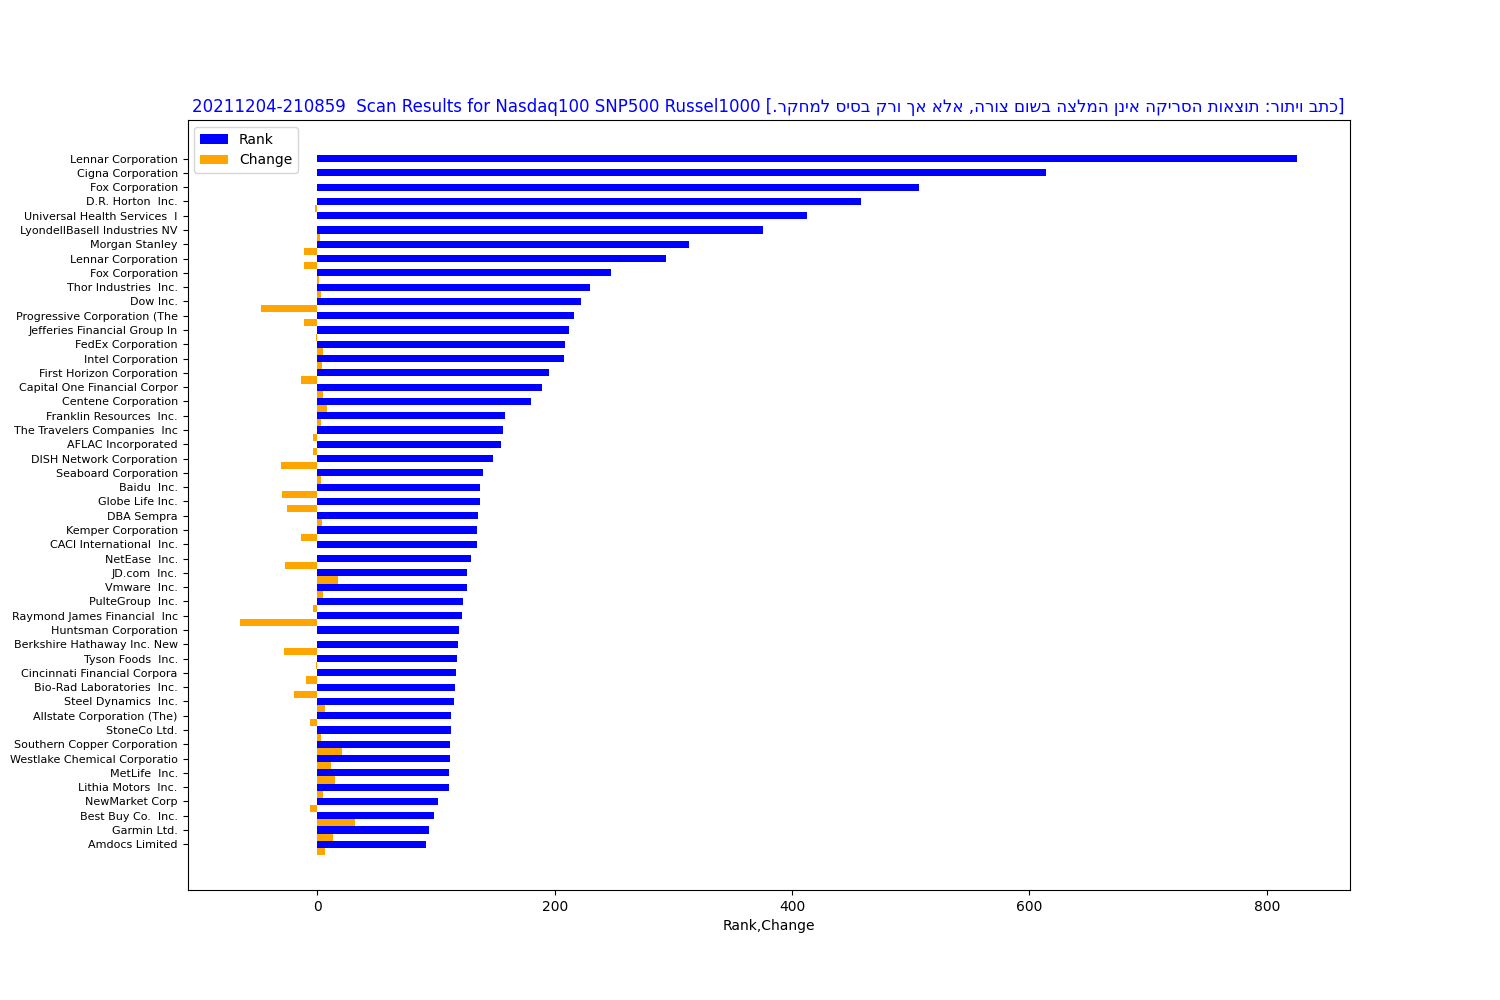 20211204-210859  Scan Results for Nasdaq100 SNP500 Russel1000 [כתב ויתור: תוצאות הסריקה אינן המלצה בשום צורה, אלא אך ורק בסיס למחקר.]
Rank
Change
Lennar Corporation
Cigna Corporation
Fox Corporation
D.R. Horton  Inc.
Universal Health Services  I
LyondellBasell Industries NV
Morgan Stanley
Lennar Corporation
Fox Corporation
Thor Industries  Inc.
Dow Inc.
Progressive Corporation (The
Jefferies Financial Group In
FedEx Corporation
Intel Corporation
First Horizon Corporation
Capital One Financial Corpor
Centene Corporation
Franklin Resources  Inc.
The Travelers Companies  Inc
AFLAC Incorporated
DISH Network Corporation
Seaboard Corporation
Baidu  Inc.
Globe Life Inc.
DBA Sempra
Kemper Corporation
CACI International  Inc.
NetEase  Inc.
JD.com  Inc.
Vmware  Inc.
PulteGroup  Inc.
Raymond James Financial  Inc
Huntsman Corporation
Berkshire Hathaway Inc. New
Tyson Foods  Inc.
Cincinnati Financial Corpora
Bio-Rad Laboratories  Inc.
Steel Dynamics  Inc.
Allstate Corporation (The)
StoneCo Ltd.
Southern Copper Corporation
Westlake Chemical Corporatio
MetLife  Inc.
Lithia Motors  Inc.
NewMarket Corp
Best Buy Co.  Inc.
Garmin Ltd.
Amdocs Limited
0 200 400 600 800
Rank,Change